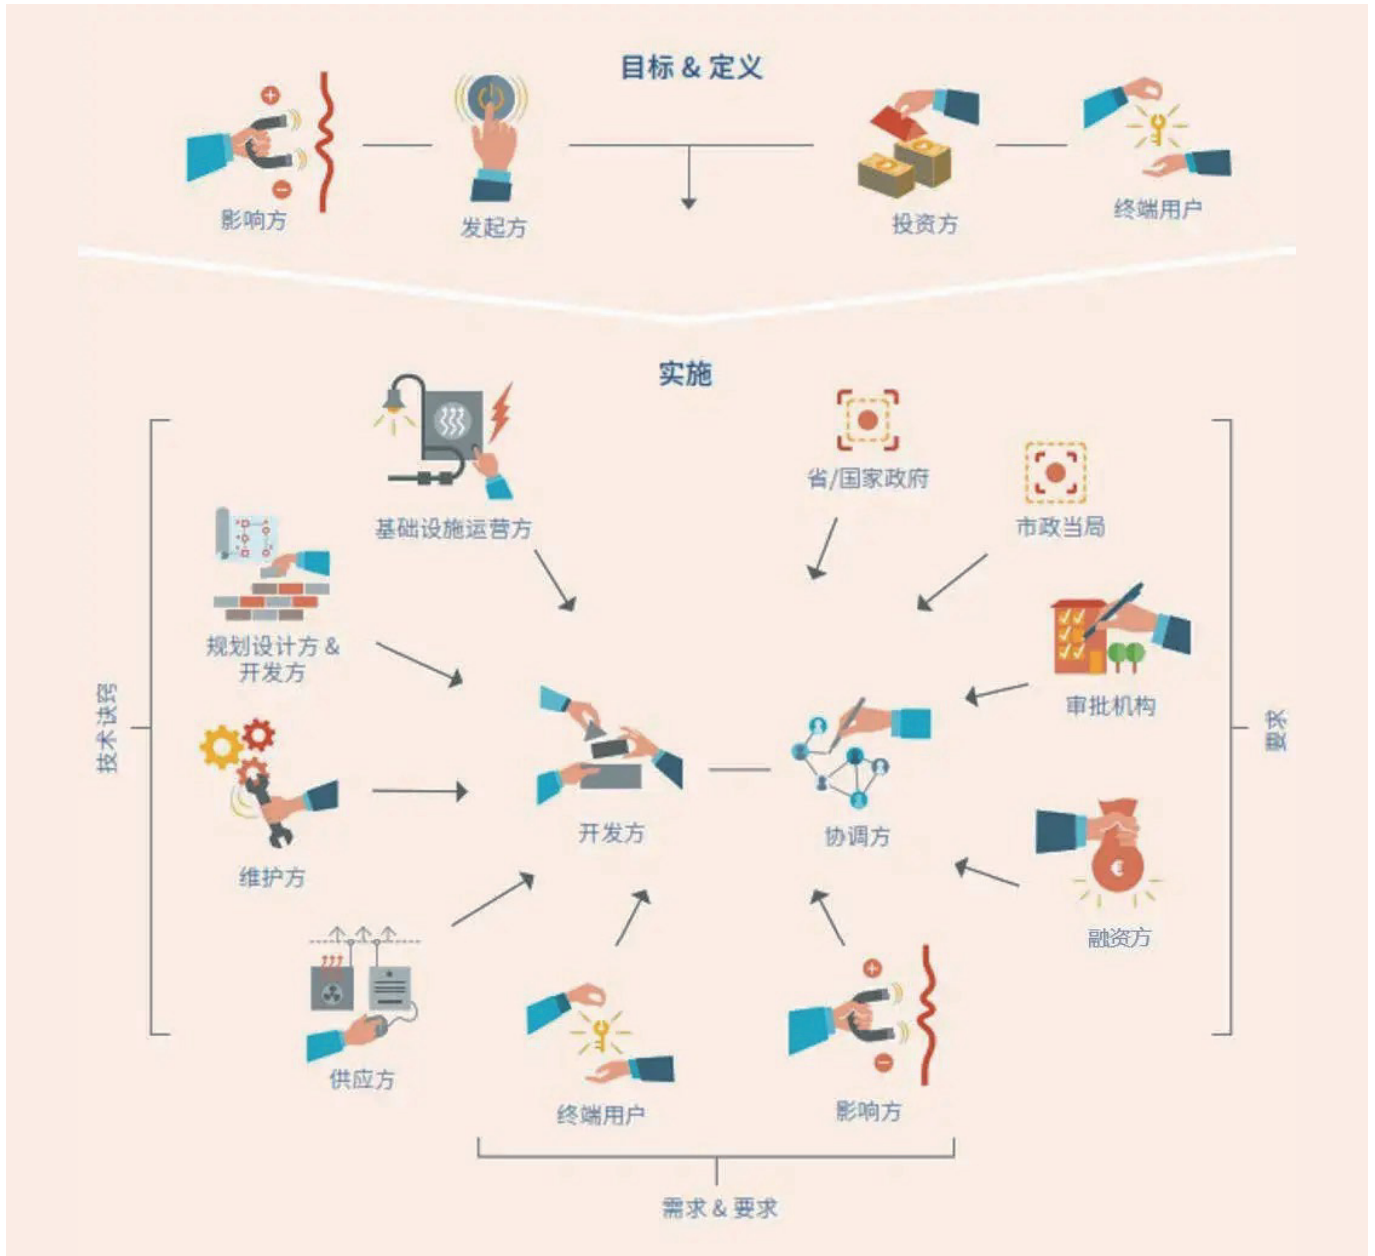 目标 & 定义
影响方
发起方
投资方
终端用户
实施
基础设施运营方
省/国家政府
市政当局
规划设计方 &
开发方
审批机构
技术诀窍
要求
开发方
协调方
维护方
融资方
供应方
终端用户
影响方
需求 & 要求